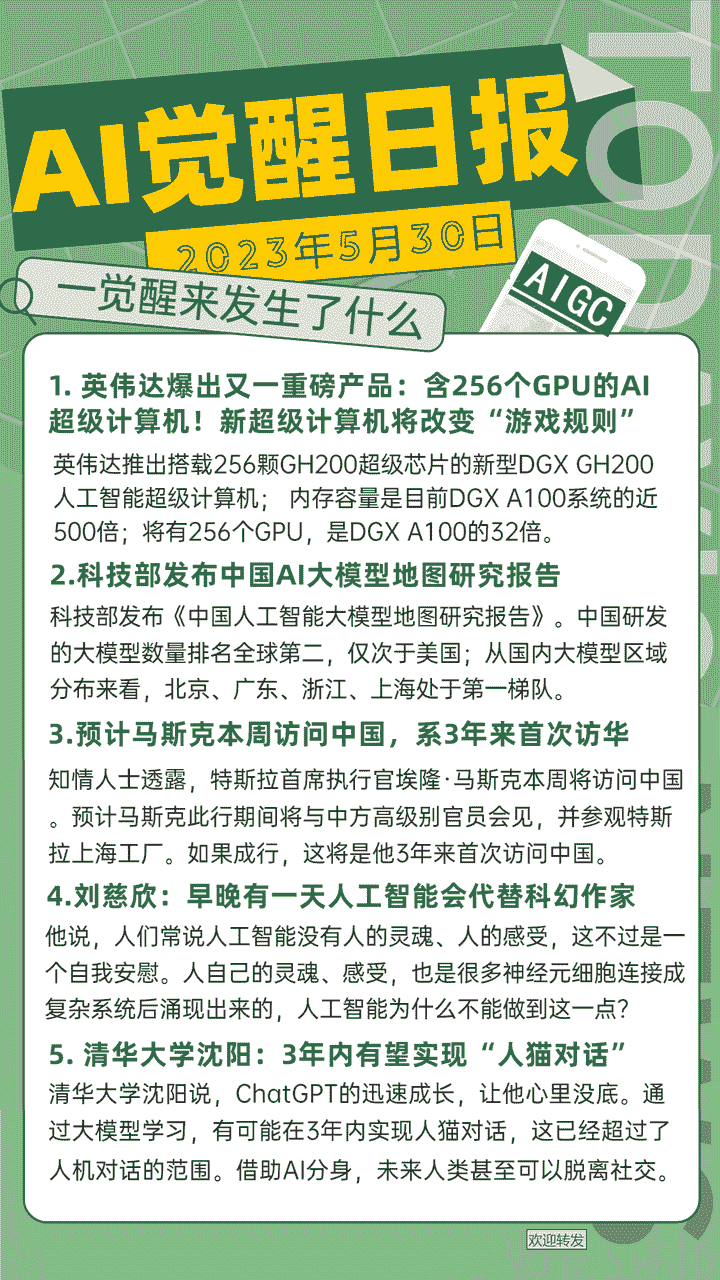 AI觉醒日报
2023年5月30日
一觉醒来发生了什么
AIGC
1. 英伟达爆出又一重磅产品：含256个GPU的AI
超级计算机！新超级计算机将改变“游戏规则”
英伟达推出搭载256颗GH200超级芯片的新型DGX GH200
人工智能超级计算机； 内存容量是目前DGX A100系统的近
500倍；将有256个GPU，是DGX A100的32倍。
2.科技部发布中国AI大模型地图研究报告
科技部发布《中国人工智能大模型地图研究报告》。中国研发
的大模型数量排名全球第二，仅次于美国；从国内大模型区域
分布来看，北京、广东、浙江、上海处于第一梯队。
3.预计马斯克本周访问中国，系3年来首次访华
知情人士透露，特斯拉首席执行官埃隆·马斯克本周将访问中国
。预计马斯克此行期间将与中方高级别官员会见，并参观特斯
拉上海工厂。如果成行，这将是他3年来首次访问中国。
4.刘慈欣：早晚有一天人工智能会代替科幻作家
他说，人们常说人工智能没有人的灵魂、人的感受，这不过是一
个自我安慰。人自己的灵魂、感受，也是很多神经元细胞连接成
复杂系统后涌现出来的，人工智能为什么不能做到这一点？
5. 清华大学沈阳：3年内有望实现“人猫对话”
清华大学沈阳说，ChatGPT的迅速成长，让他心里没底。通
过大模型学习，有可能在3年内实现人猫对话，这已经超过了
人机对话的范围。借助AI分身，未来人类甚至可以脱离社交。
欢迎转发